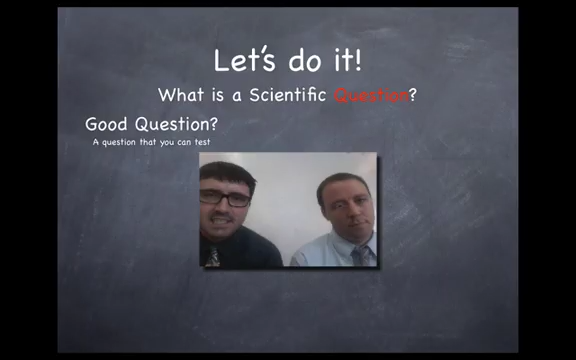 Let's do it!
What is a Scientific Question?
Good Question?
A question that you can test